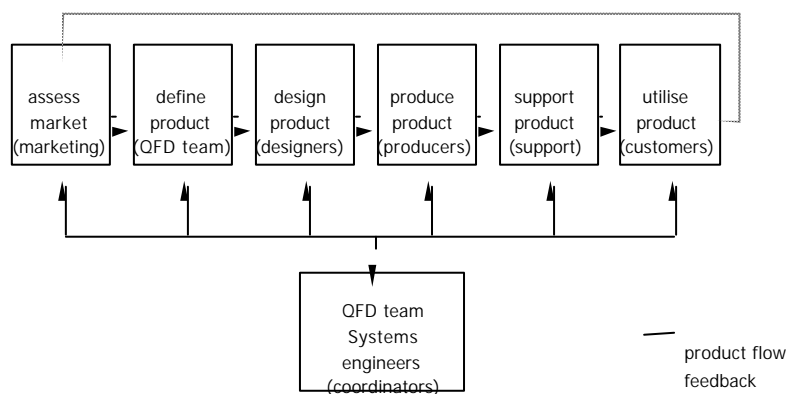 assess
market
(marketing)
define
product
(QFD team)
design
product
(designers)
produce
product
(producers)
support
product
(support)
utilise
product
(customers)
QFD team
Systems
engineers
(coordinators)
product flow
feedback